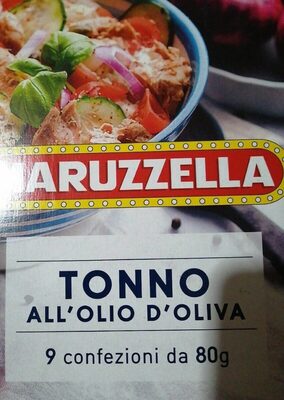 ARUZZELLA
TONNO
ALL'OLIO D'OLIVA
9 confezioni da 80g